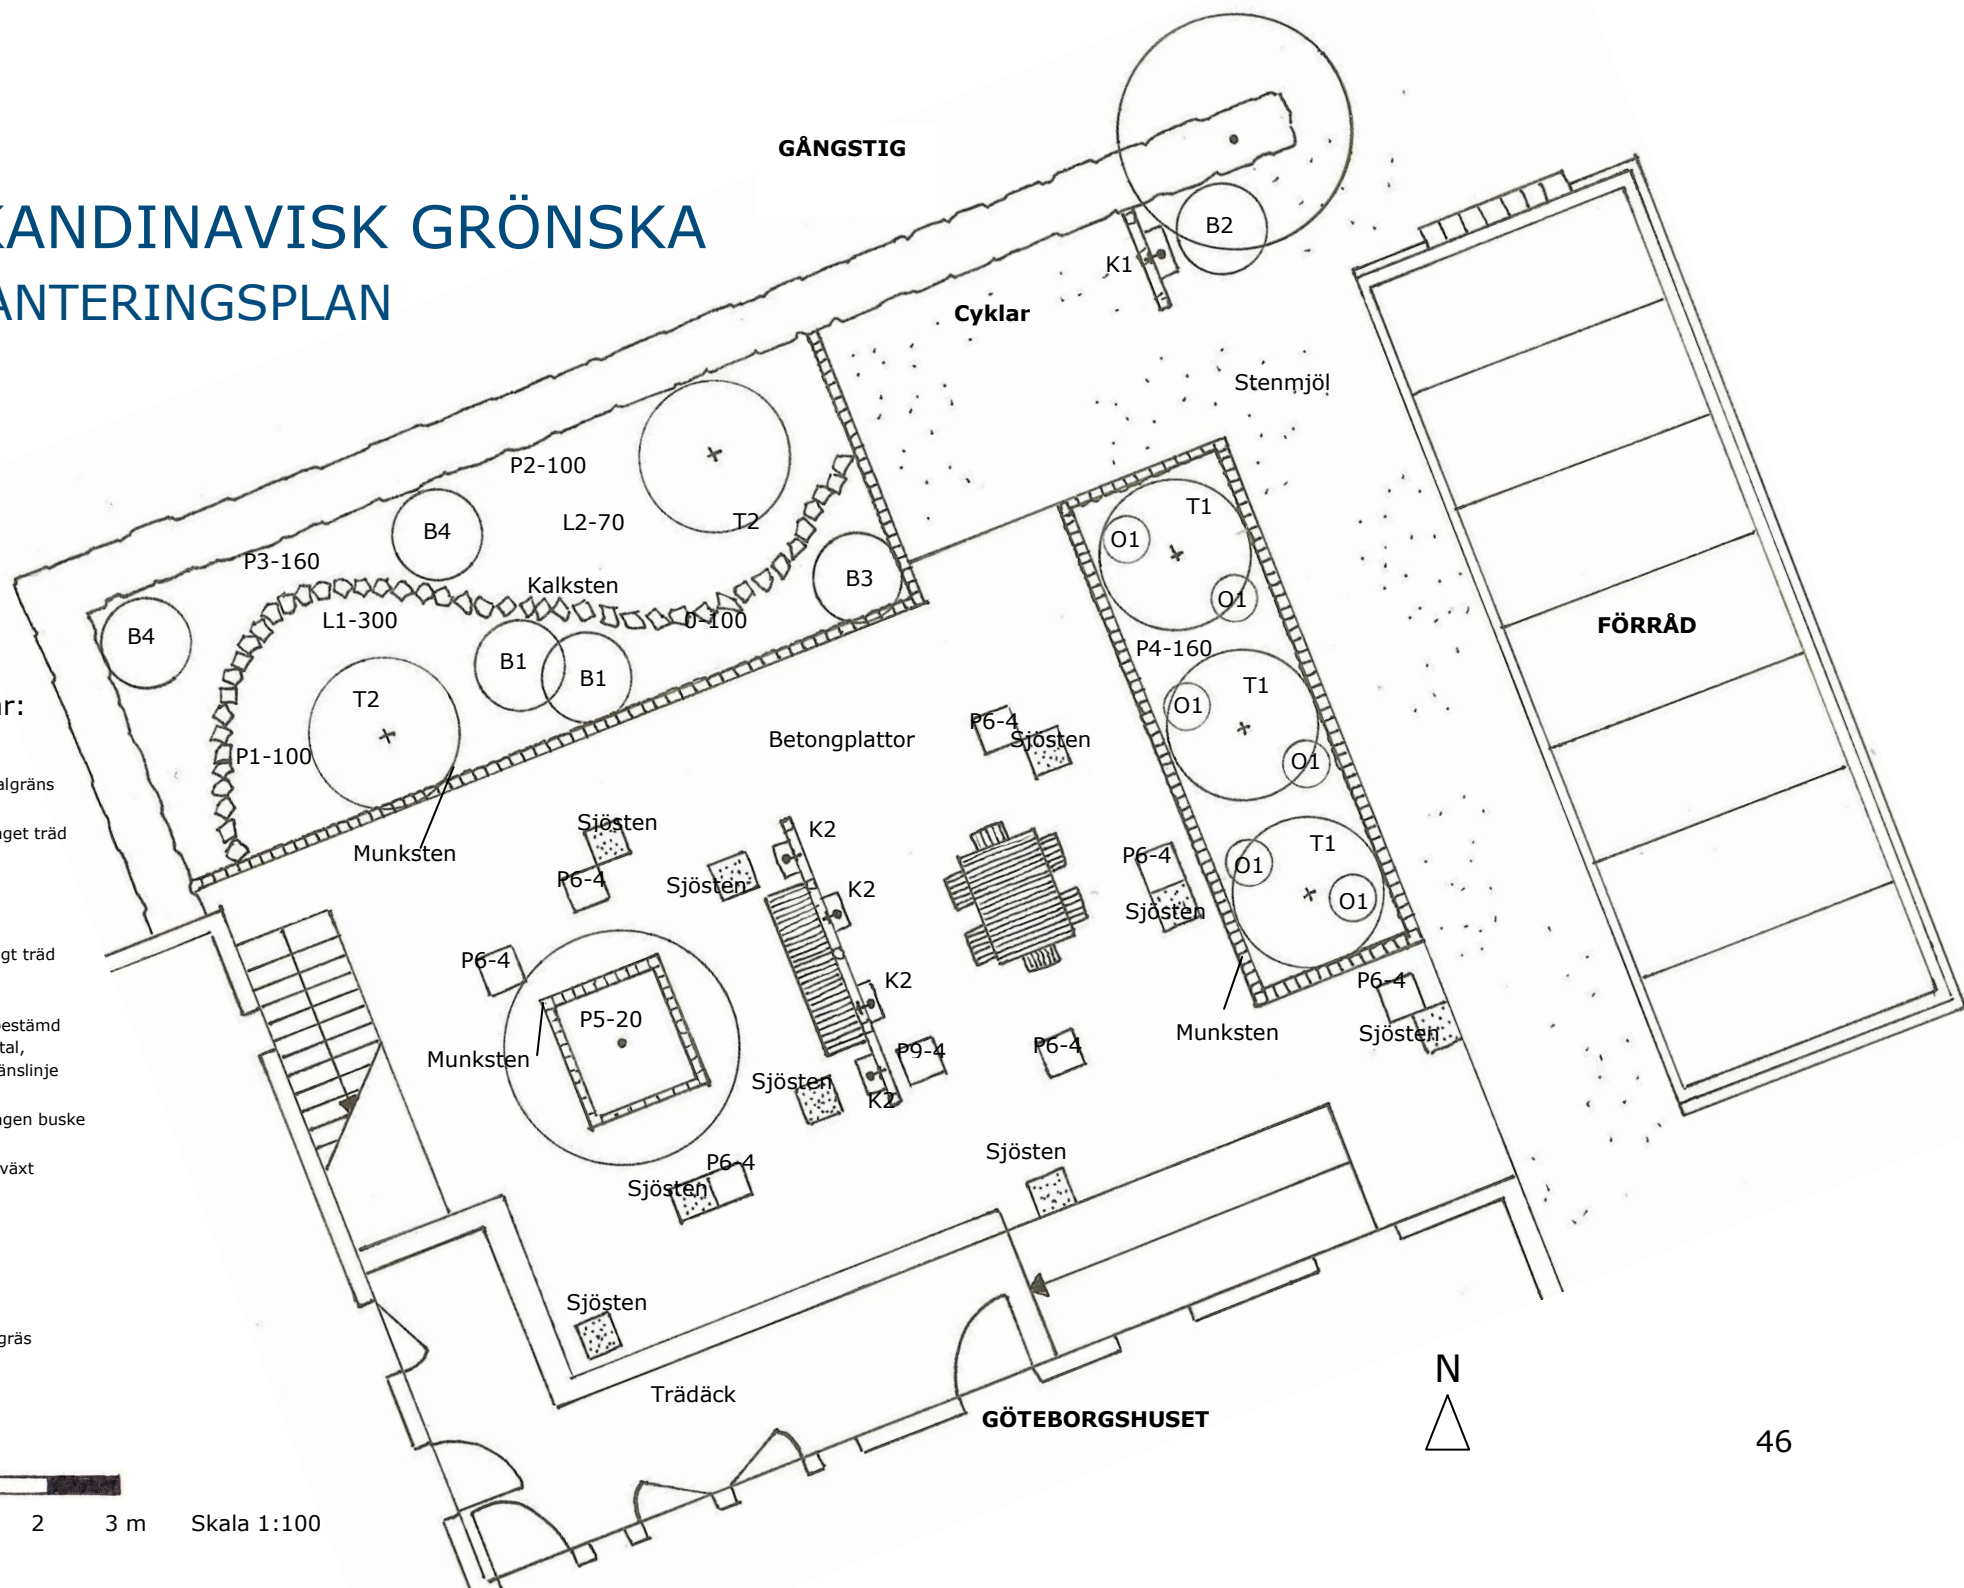 GÅNGSTIG
KANDINAVISK GRÖNSKA
ANTERINGSPLAN
B2
K1
Cyklar
Stenmjöl
P2-100
T2
L2-70
B4
P3-160
Kalksten
B3
L1-300
0-100
B4
B1
B1
T2
P1-100
Munksten
T1
O1
O1
P4-160
T1
O1
O1
T1
O1
O1
FÖRRÅD
Betongplattor
P6-4
Sjösten
Sjösten
P6-4
Sjösten
K2
K2
K2
K2
P6-4
Sjösten
P6-4
P5-20
Munksten
Sjösten
P9-4
P6-4
Munksten
P6-4
Sjösten
P6-4
Sjösten
Sjösten
Sjösten
Trädäck
GÖTEBORGSHUSET
N
46
r:
algräns
get träd
gt träd
bestämd
tal,
änslinje
gen buske
växt
gräs
2 3 m Skala 1:100